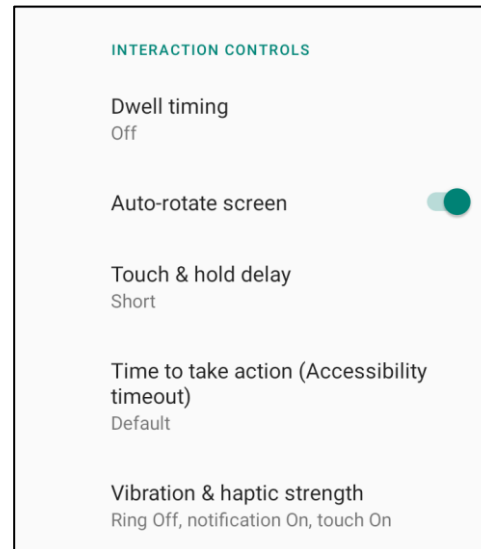 INTERACTION CONTROLS
Dwell timing
Off
Auto-rotate screen
Touch & hold delay
Short
Time to take action (Accessibility
timeout)
Default
Vibration & haptic strength
Ring Off, notification On, touch On